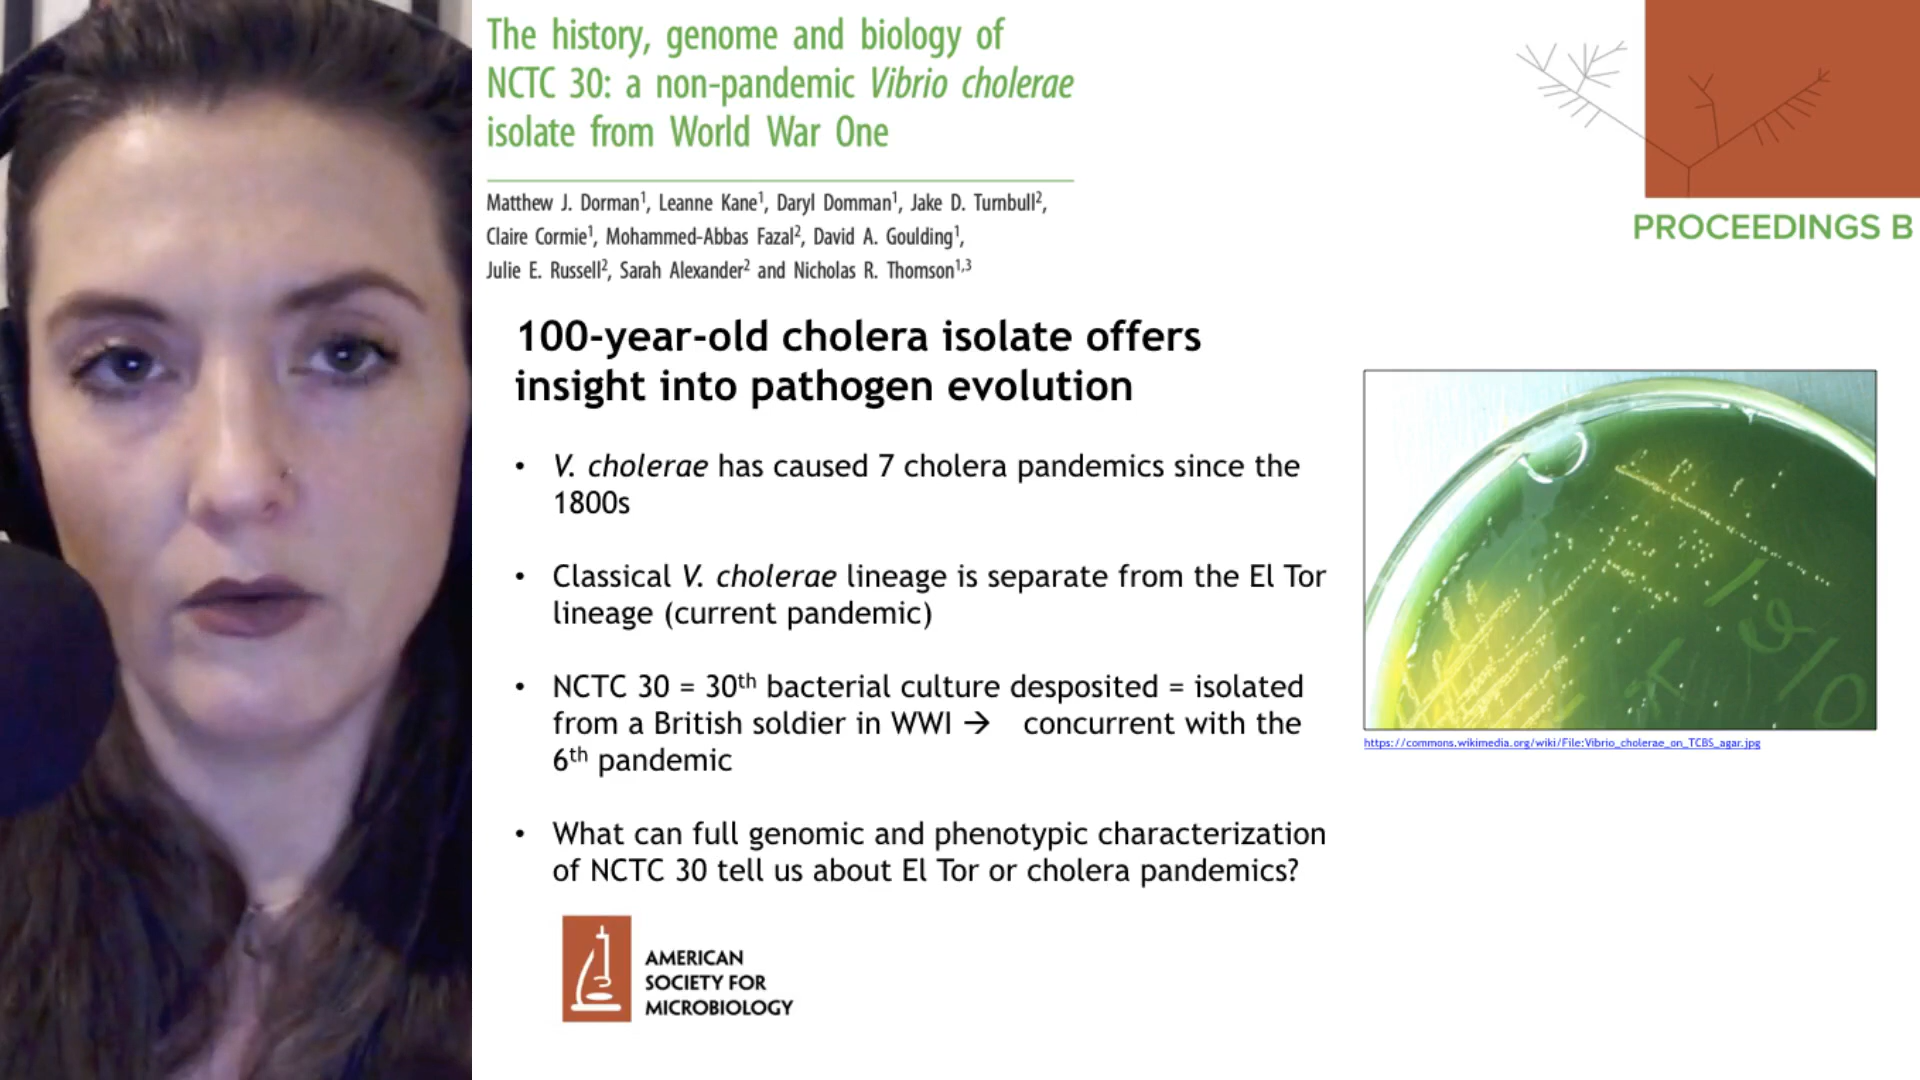 The history, genome and biology of
NCTC 30: a non-pandemic Vibrio cholerae
isolate from World War One
Matthew J. Dorman¹, Leanne Kane¹, Daryl Domman¹, Jake D. Turnbull²,
Claire Cormie¹, Mohammed-Abbas Fazal², David A. Goulding¹,
Julie E. Russell², Sarah Alexander² and Nicholas R. Thomson¹,³
PROCEEDINGS B
100-year-old cholera isolate offers
insight into pathogen evolution
• V. cholerae has caused 7 cholera pandemics since the
1800s
• Classical V. cholerae lineage is separate from the El Tor
lineage (current pandemic)
• NCTC 30 = 30th bacterial culture desposited = isolated
from a British soldier in WWI → concurrent with the
6th pandemic
• What can full genomic and phenotypic characterization
of NCTC 30 tell us about El Tor or cholera pandemics?
https://commons.wikimedia.org/wiki/File:Vibrio_cholerae_on_TCBS_agar.jpg
AMERICAN
SOCIETY FOR
MICROBIOLOGY